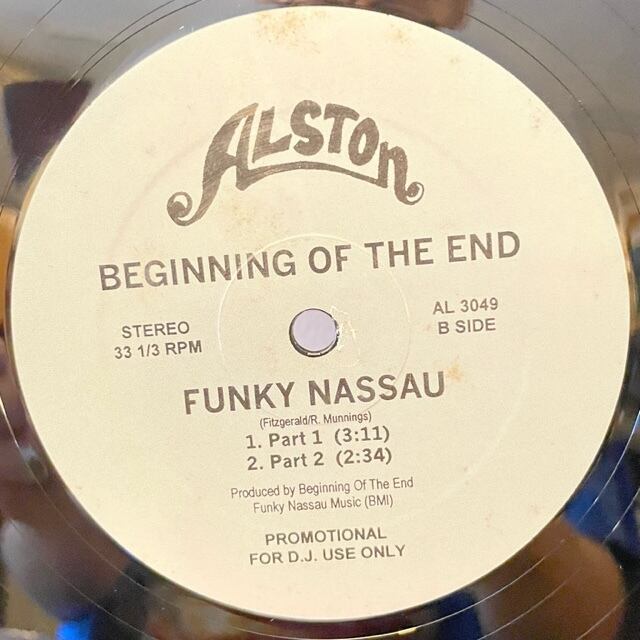 ALSTON
BEGINNING OF THE END
STEREO
33 1/3 RPM
AL 3049
B SIDE
FUNKY NASSAU
(Fitzgerald/R. Munnings)
1. Part 1 (3:11)
2. Part 2 (2:34)
Produced by Beginning Of The End
Funky Nassau Music (BMI)
PROMOTIONAL
FOR D.J. USE ONLY